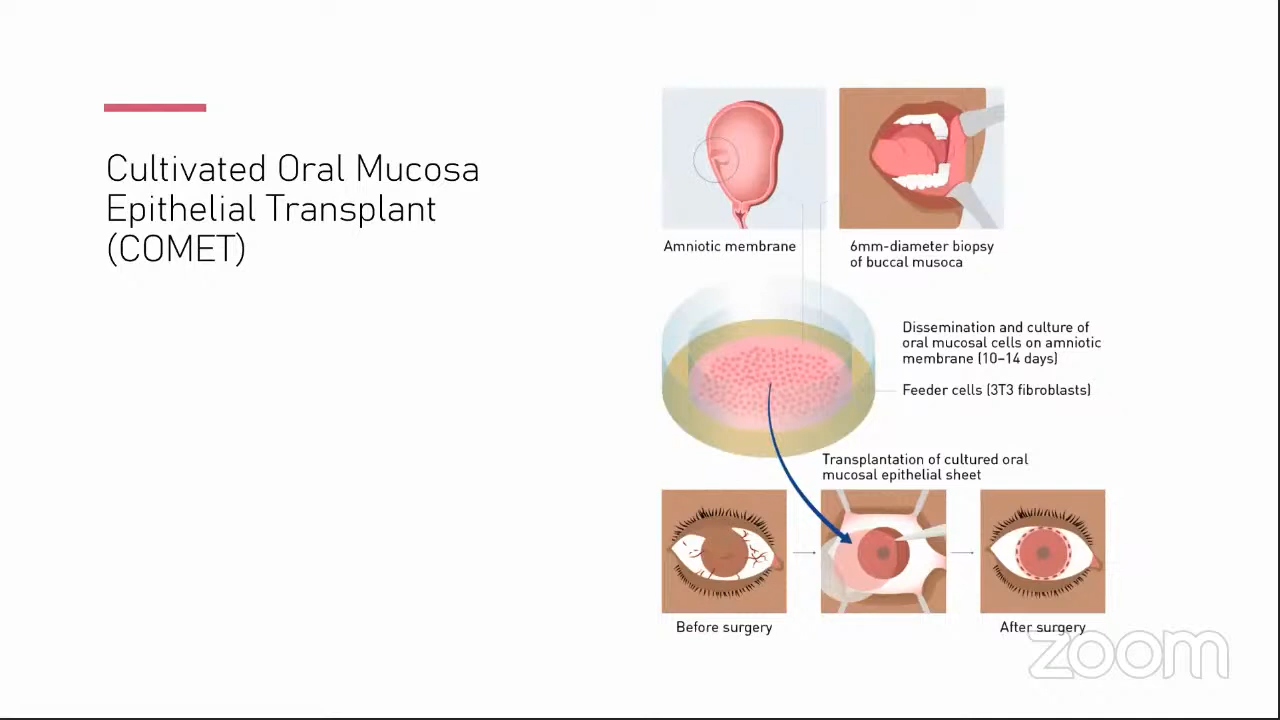 Cultivated Oral Mucosa
Epithelial Transplant
(COMET)
Amniotic membrane
6mm-diameter biopsy
of buccal musoca
Dissemination and culture of
oral mucosal cells on amniotic
membrane (10–14 days)
Feeder cells (3T3 fibroblasts)
Transplantation of cultured oral
mucosal epithelial sheet
Before surgery
After surgery
zoom